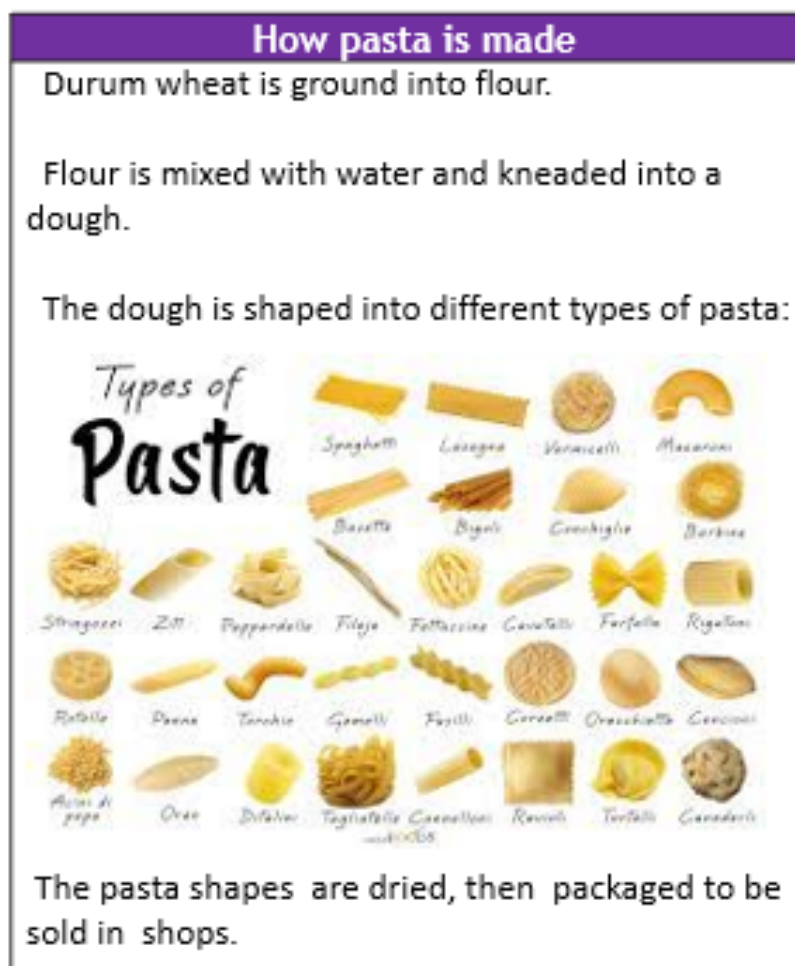 How pasta is made
Durum wheat is ground into flour.
Flour is mixed with water and kneaded into a
dough.
The dough is shaped into different types of pasta:
Types of
Pasta
Spaghetti Lasagna Vermicelli Macaroni
Bavette Bigoli Conchiglie Barbina
Stringozzi Ziti Pappardelle Fileja Fettuccine Cavatelli Farfalle Rigatoni
Rotelle Penne Torchio Gemelli Fusilli Corzetti Orecchiette
Acini di
pepe Orzo Ditalini Tagliatelle Cannelloni Ravioli Tortelli Canederli
The pasta shapes are dried, then packaged to be
sold in shops.